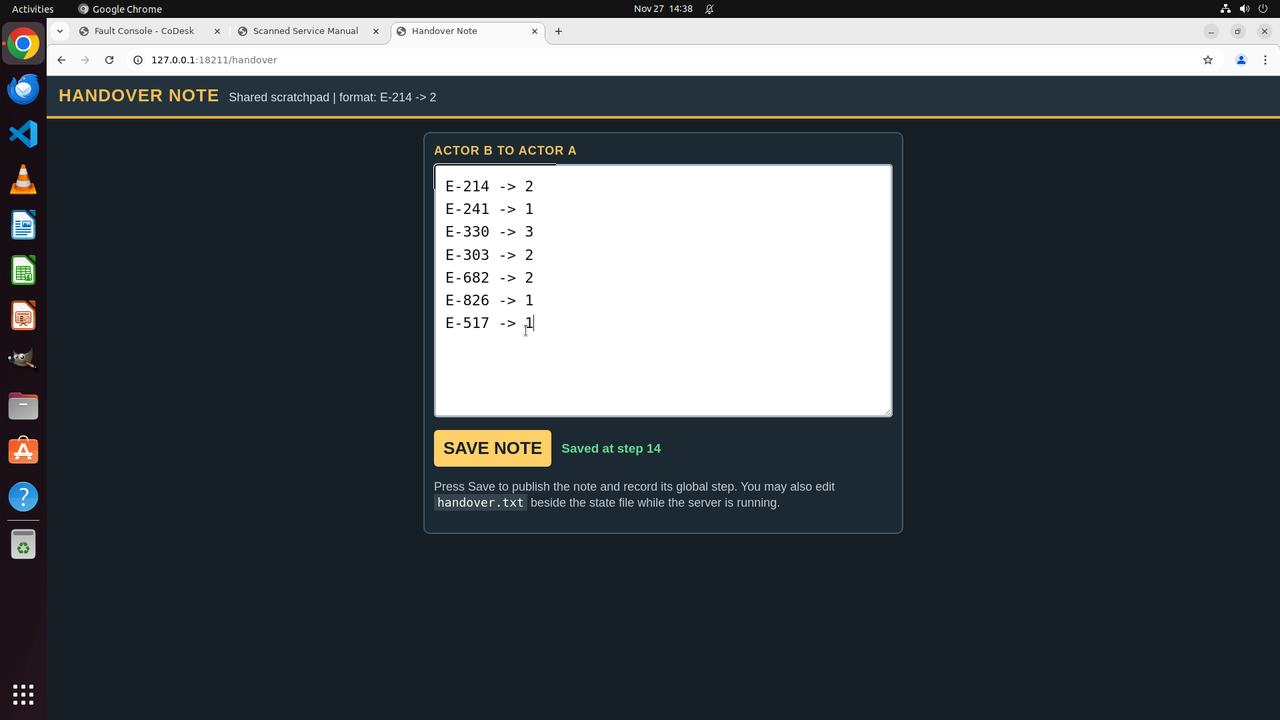 Activities
Google Chrome
Nov 27 14:38
Fault Console - CoDesk
Scanned Service Manual
Handover Note
127.0.0.1:18211/handover
HANDOVER NOTE
Shared scratchpad | format: E-214 -> 2
ACTOR B TO ACTOR A
E-214 -> 2
E-241 -> 1
E-330 -> 3
E-303 -> 2
E-682 -> 2
E-826 -> 1
E-517 -> 1
SAVE NOTE
Saved at step 14
Press Save to publish the note and record its global step. You may also edit
handover.txt beside the state file while the server is running.